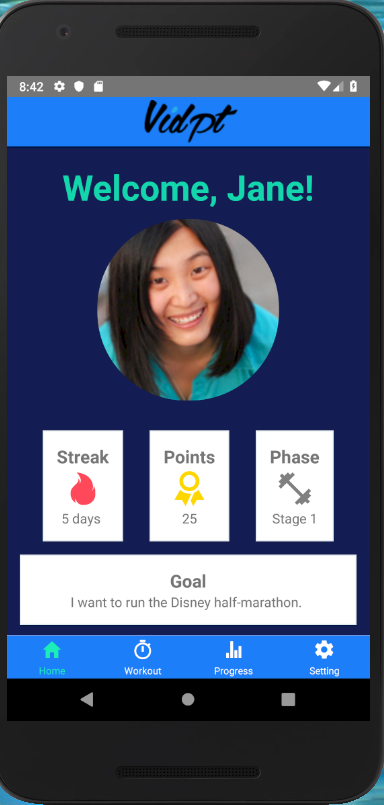 8:42
Vidpt
Welcome, Jane!
Streak Points Phase
5 days 25 Stage 1
Goal
I want to run the Disney half-marathon.
Home Workout Progress Setting